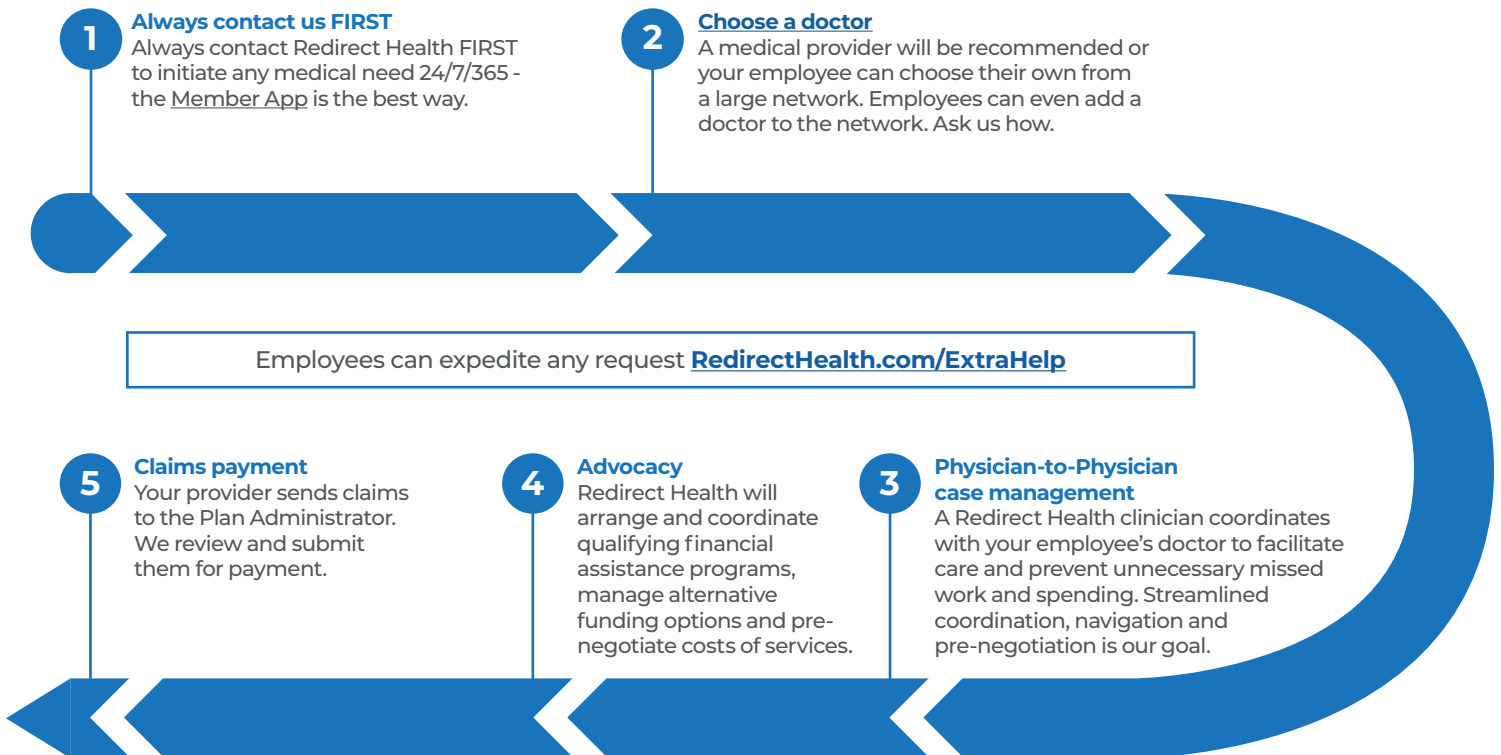 1
Always contact us FIRST
Always contact Redirect Health FIRST
to initiate any medical need 24/7/365 -
the Member App is the best way.
2
Choose a doctor
A medical provider will be recommended or
your employee can choose their own from
a large network. Employees can even add a
doctor to the network. Ask us how.
Employees can expedite any request RedirectHealth.com/ExtraHelp
3
Physician-to-Physician
case management
A Redirect Health clinician coordinates
with your employee's doctor to facilitate
care and prevent unnecessary missed
work and spending. Streamlined
coordination, navigation and
pre-negotiation is our goal.
4
Advocacy
Redirect Health will
arrange and coordinate
qualifying financial
assistance programs,
manage alternative
funding options and pre-
negotiate costs of services.
5
Claims payment
Your provider sends claims
to the Plan Administrator.
We review and submit
them for payment.